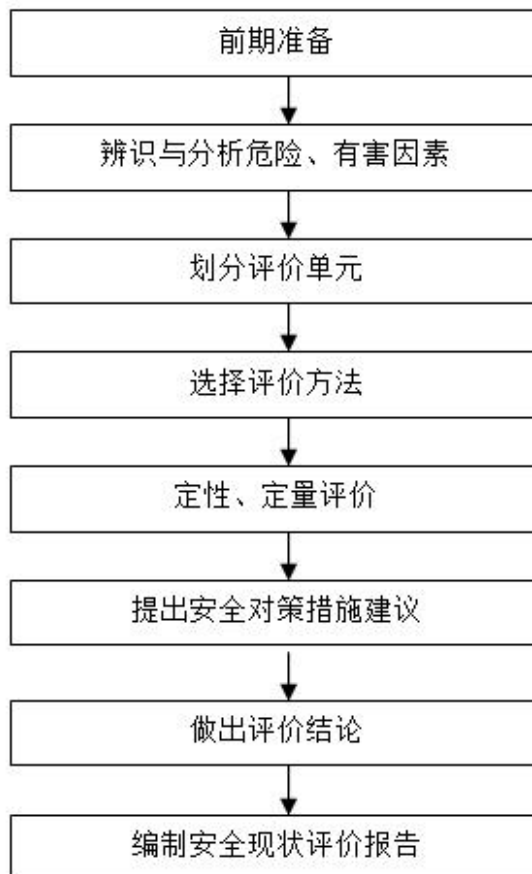 前期准备
辨识与分析危险、有害因素
划分评价单元
选择评价方法
定性、定量评价
提出安全对策措施建议
做出评价结论
编制安全现状评价报告